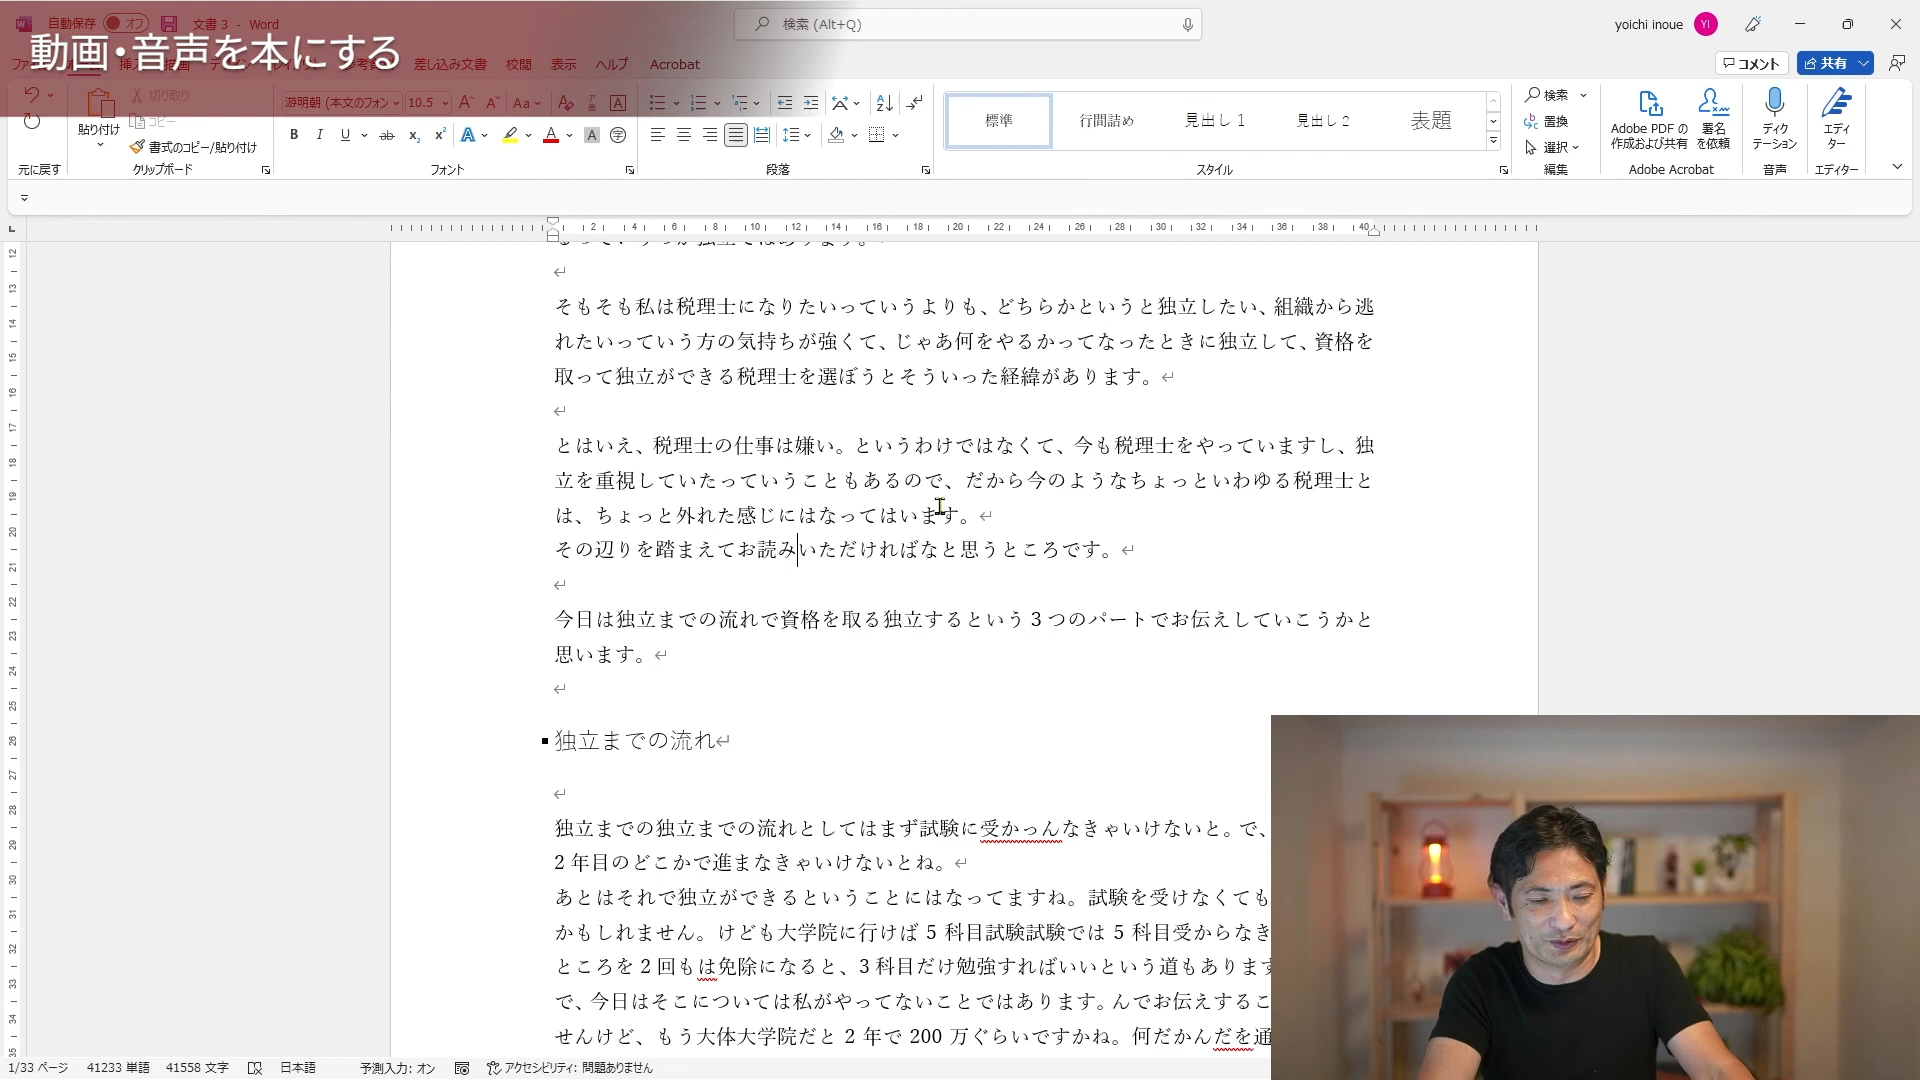 自動保存 オフ 文書 3 - Word
検索 (Alt+Q)
yoichi inoue YI
動画・音声を本にする
差し込み文書 校閲 表示 ヘルプ Acrobat
コメント 共有
切り取り
コピー
貼り付け
書式のコピー/貼り付け
游明朝 (本文のフォン 10.5
標準 行間詰め 見出し 1 見出し 2 表題
検索
置換
選択
Adobe PDF の
作成および共有
署名
を依頼
ディク
テーション
エディ
ター
元に戻す クリップボード フォント 段落 スタイル 編集 Adobe Acrobat 音声 エディター
2 4 6 8 10 12 14 16 18 20 22 24 26 28 30 32 34 36 38 40
そもそも私は税理士になりたいっていうよりも、どちらかというと独立したい、組織から逃
れたいっていう方の気持ちが強くて、じゃあ何をやるかってなったときに独立して、資格を
取って独立ができる税理士を選ぼうとそういった経緯があります。
とはいえ、税理士の仕事は嫌い。というわけではなくて、今も税理士をやっていますし、独
立を重視していたっていうこともあるので、だから今のようなちょっといわゆる税理士と
は、ちょっと外れた感じにはなってはいます。
その辺りを踏まえてお読みいただければなと思うところです。
今日は独立までの流れで資格を取る独立するという 3 つのパートでお伝えしていこうかと
思います。
独立までの流れ
独立までの独立までの流れとしてはまず試験に受かっんなきゃいけないと。で、
2 年目のどこかで進まなきゃいけないとね。
あとはそれで独立ができるということにはなってますね。試験を受けなくても
かもしれません。けども大学院に行けば 5 科目試験試験では 5 科目受からなき
ところを 2 回もは免除になると、3 科目だけ勉強すればいいという道もあります
で、今日はそこについては私がやってないことではあります。んでお伝えするこ
せんけど、もう大体大学院だと 2 年で 200 万ぐらいですかね。何だかんだを通
1/33 ページ 41233 単語 41558 文字 日本語 予測入力: オン アクセシビリティ: 問題ありません